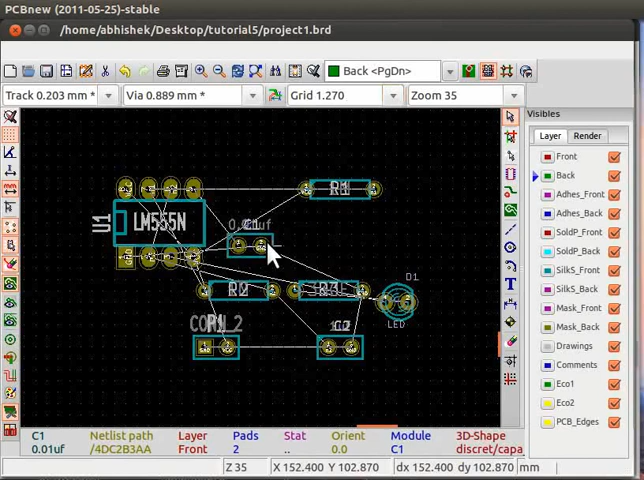 PCBnew (2011-05-25)-stable
/home/abhishek/Desktop/tutorial5/project1.brd
Back <PgDn>
Track 0.203 mm * Via 0.889 mm * Grid 1.270 Zoom 35
Visibles
Layer Render
Front
Back
Adhes_Front
Adhes_Back
SoldP_Front
SoldP_Back
SilkS_Front
SilkS_Back
Mask_Front
Mask_Back
Drawings
Comments
Eco1
Eco2
PCB_Edges
R1
U1 LM555N
C1
D1
R2 R3
LED
P1 C2
C1 Netlist path Layer Pads Stat Orient Module 3D-Shape
0.01uf /4DC2B3AA Front 2 .. 0.0 C1 discret/capa
Z 35 X 152.400 Y 102.870 dx 152.400 dy 102.870 mm